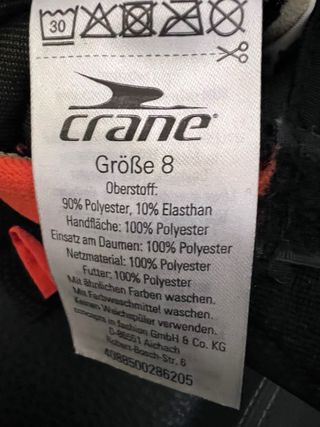 30
crane
Größe 8
Oberstoff:
90% Polyester, 10% Elasthan
Handfläche: 100% Polyester
Einsatz am Daumen: 100% Polyester
Netzmaterial: 100% Polyester
Futter: 100% Polyester
Mit ähnlichen Farben waschen.
Mit Farbwaschmittel waschen.
Keinen Weichspüler verwenden.
concepts in fashion GmbH & Co. KG
D-86551 Aichach
Robert-Bosch-Str. 6
4088500286205